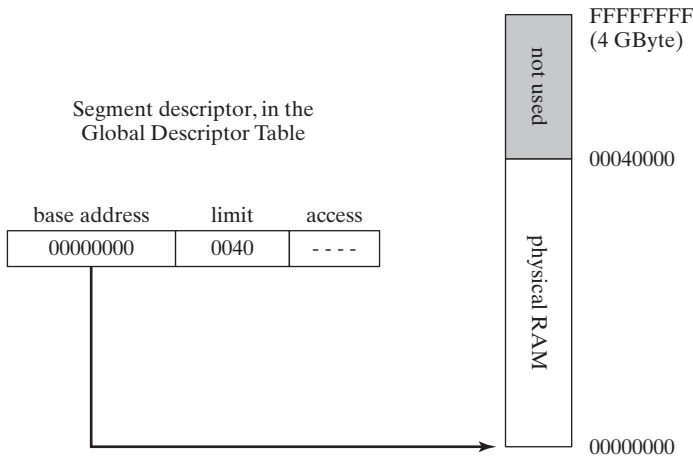 FFFFFFFF
(4 GByte)
not used
Segment descriptor, in the
Global Descriptor Table
00040000
base address limit access
00000000 0040 - - - -
physical RAM
00000000